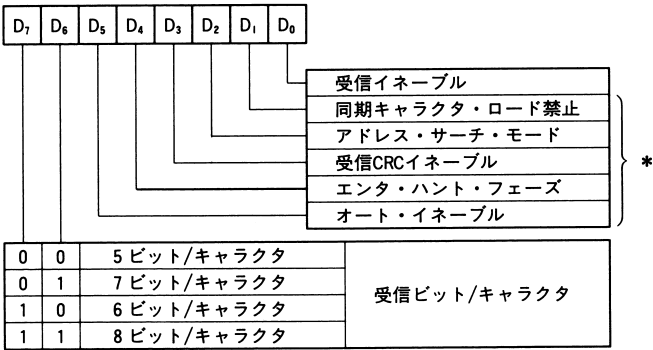 D7 D6 D5 D4 D3 D2 D1 D0
受信イネーブル
同期キャラクタ・ロード禁止
アドレス・サーチ・モード
受信CRCイネーブル
エンタ・ハント・フェーズ
オート・イネーブル
*
0 0 5ビット/キャラクタ
0 1 7ビット/キャラクタ
1 0 6ビット/キャラクタ
1 1 8ビット/キャラクタ
受信ビット/キャラクタ